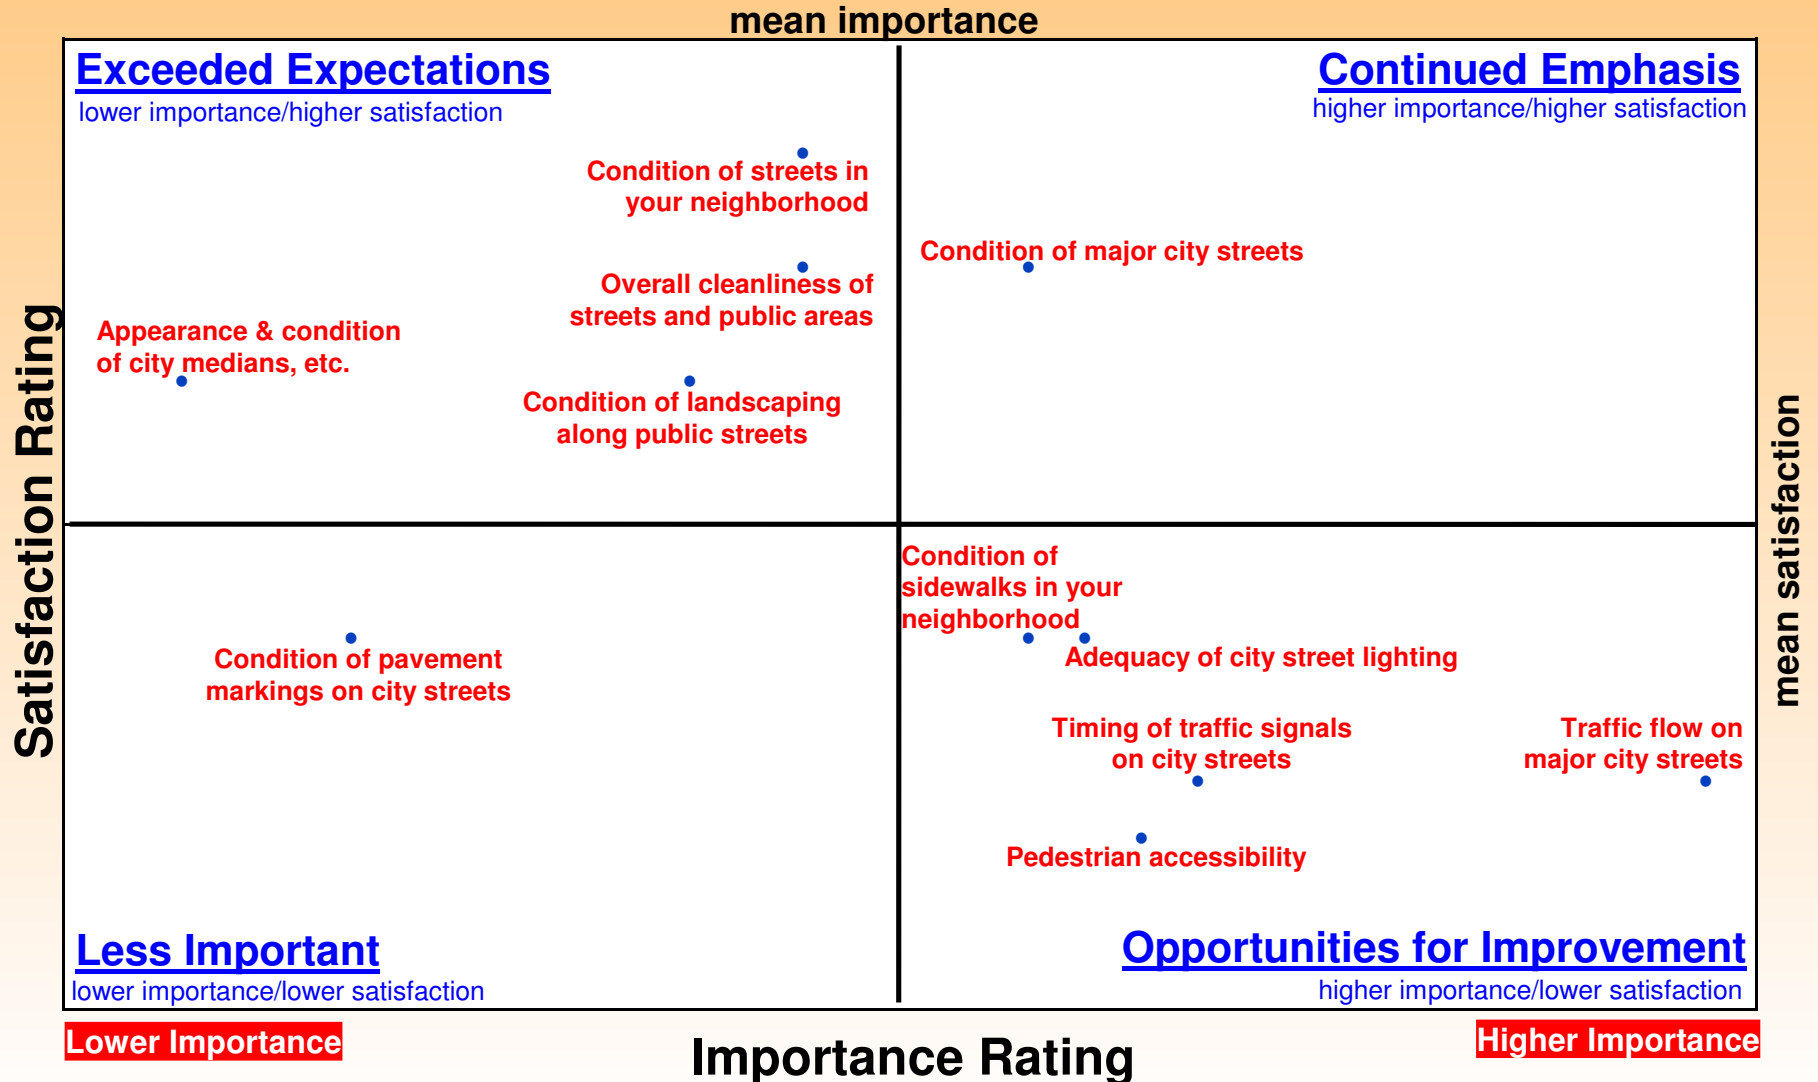 mean importance
Exceeded Expectations
lower importance/higher satisfaction
Continued Emphasis
higher importance/higher satisfaction
Condition of streets in
your neighborhood
Condition of major city streets
Overall cleanliness of
streets and public areas
Appearance & condition
of city medians, etc.
Condition of landscaping
along public streets
Satisfaction Rating
mean satisfaction
Condition of
sidewalks in your
neighborhood
Adequacy of city street lighting
Condition of pavement
markings on city streets
Timing of traffic signals
on city streets
Traffic flow on
major city streets
Pedestrian accessibility
Less Important
lower importance/lower satisfaction
Opportunities for Improvement
higher importance/lower satisfaction
Lower Importance
Importance Rating
Higher Importance